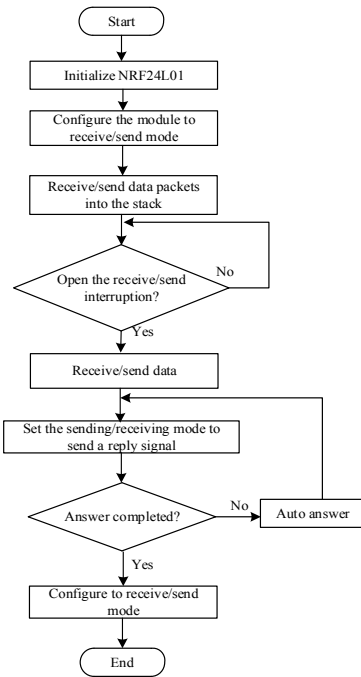 Start
Initialize NRF24L01
Configure the module to
receive/send mode
Receive/send data packets
into the stack
No
Open the receive/send
interruption?
Yes
Receive/send data
Set the sending/receiving mode to
send a reply signal
No
Answer completed?
Auto answer
Yes
Configure to receive/send
mode
End